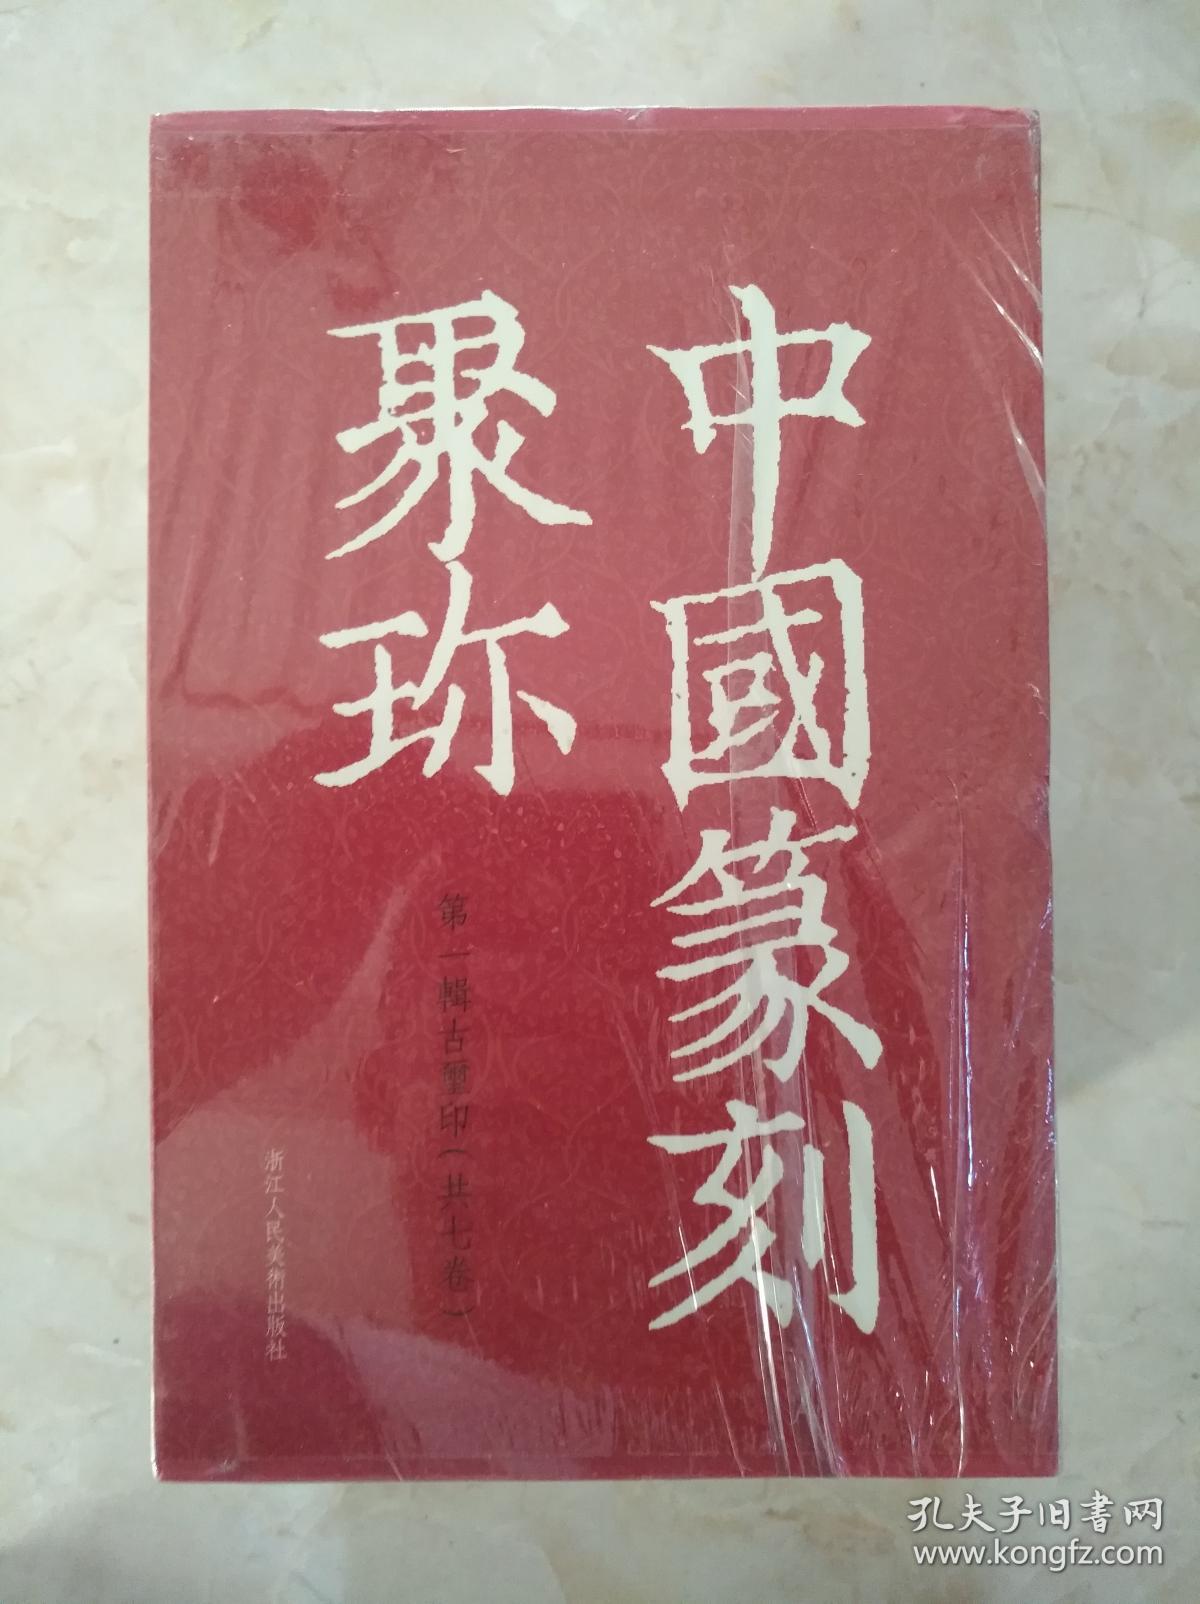 中國篆刻
聚珎
第一輯古璽印(共七卷)
浙江人民美術出版社
孔夫子旧書网
www.kongfz.com